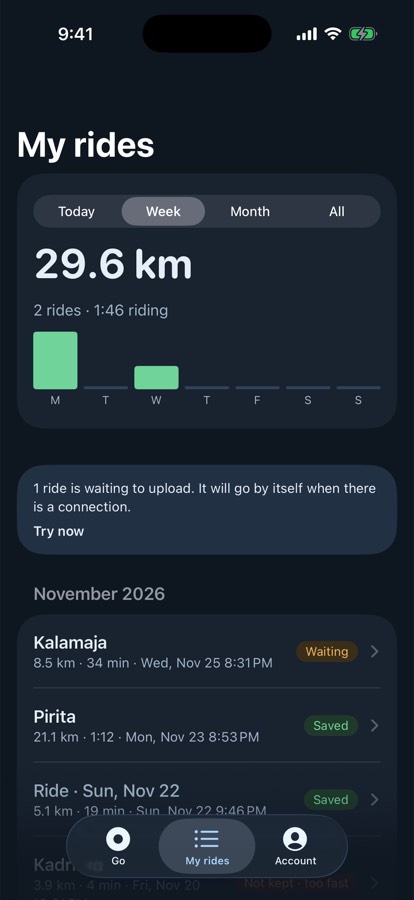 9:41
My rides
Today Week Month All
29.6 km
2 rides · 1:46 riding
M T W T F S S
1 ride is waiting to upload. It will go by itself when there
is a connection.
Try now
November 2026
Kalamaja
Waiting
8.5 km · 34 min · Wed, Nov 25 8:31 PM
Pirita
Saved
21.1 km · 1:12 · Mon, Nov 23 8:53 PM
Ride · Sun, Nov 22
Saved
5.1 km · 19 min · Sun, Nov 22 9:46 PM
3.9 km · 4 min · Fri, Nov 20
Not kept · too fast
Go My rides Account